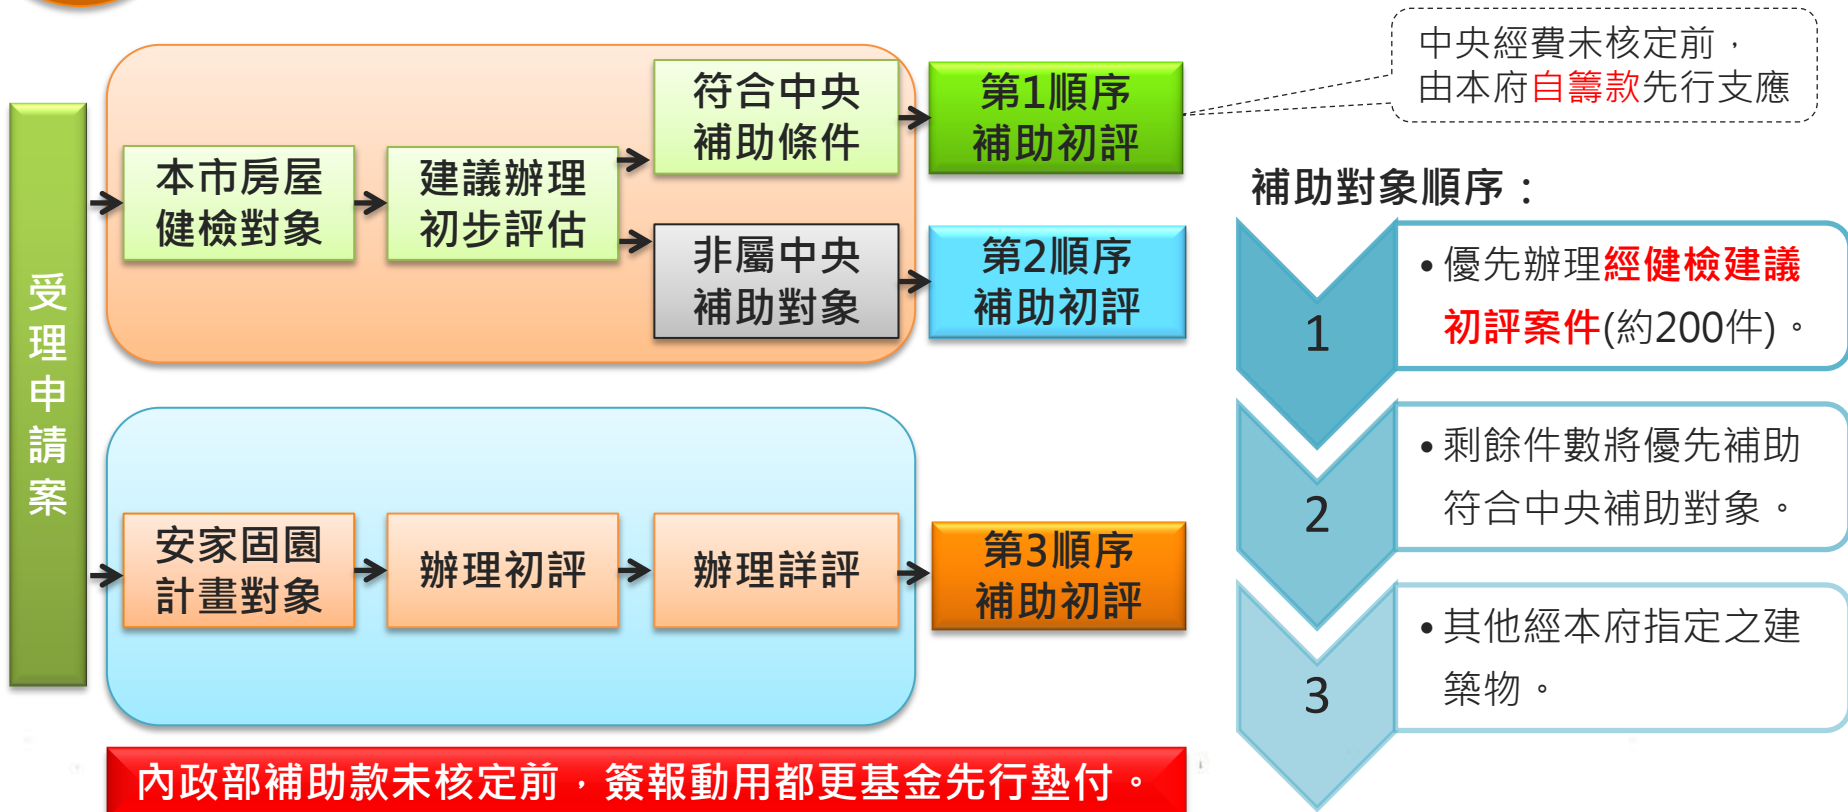 受理申請案
本市房屋
健檢對象
建議辦理
初步評估
符合中央
補助條件
第1順序
補助初評
非屬中央
補助對象
第2順序
補助初評
安家固園
計畫對象
辦理初評
辦理詳評
第3順序
補助初評
內政部補助款未核定前，簽報動用都更基金先行墊付。
中央經費未核定前，
由本府自籌款先行支應
補助對象順序：
1
•優先辦理經健檢建議
初評案件(約200件)。
2
•剩餘件數將優先補助
符合中央補助對象。
3
•其他經本府指定之建
築物。